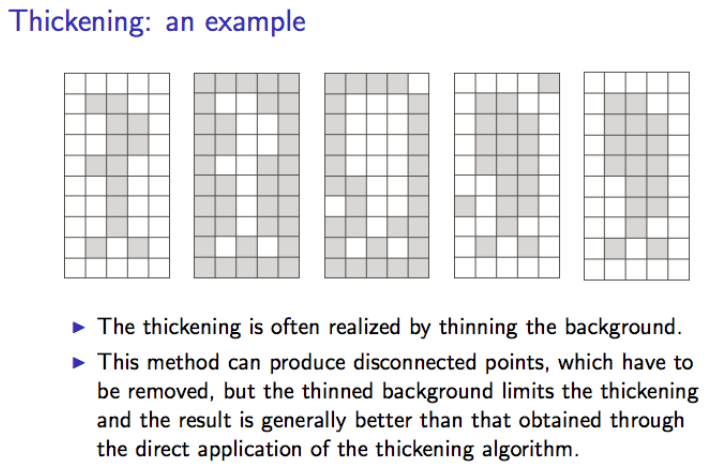 Thickening: an example
▶ The thickening is often realized by thinning the background.
▶ This method can produce disconnected points, which have to
be removed, but the thinned background limits the thickening
and the result is generally better than that obtained through
the direct application of the thickening algorithm.